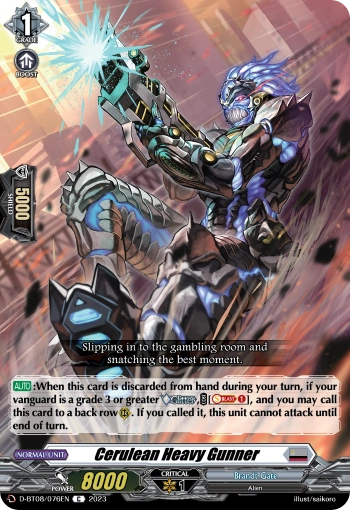 1
GRADE
BOOST
5000
SHIELD
Slipping in to the gambling room and
snatching the best moment.
AUTO:When this card is discarded from hand during your turn, if your
vanguard is a grade 3 or greater Glitter, [BLAST 1], and you may call
this card to a back row R. If you called it, this unit cannot attack until
end of turn.
NORMAL UNIT
Cerulean Heavy Gunner
POWER 8000 CRITICAL 1
Brandt Gate
Alien
D-BT08/076EN C 2023 illust/saikoro